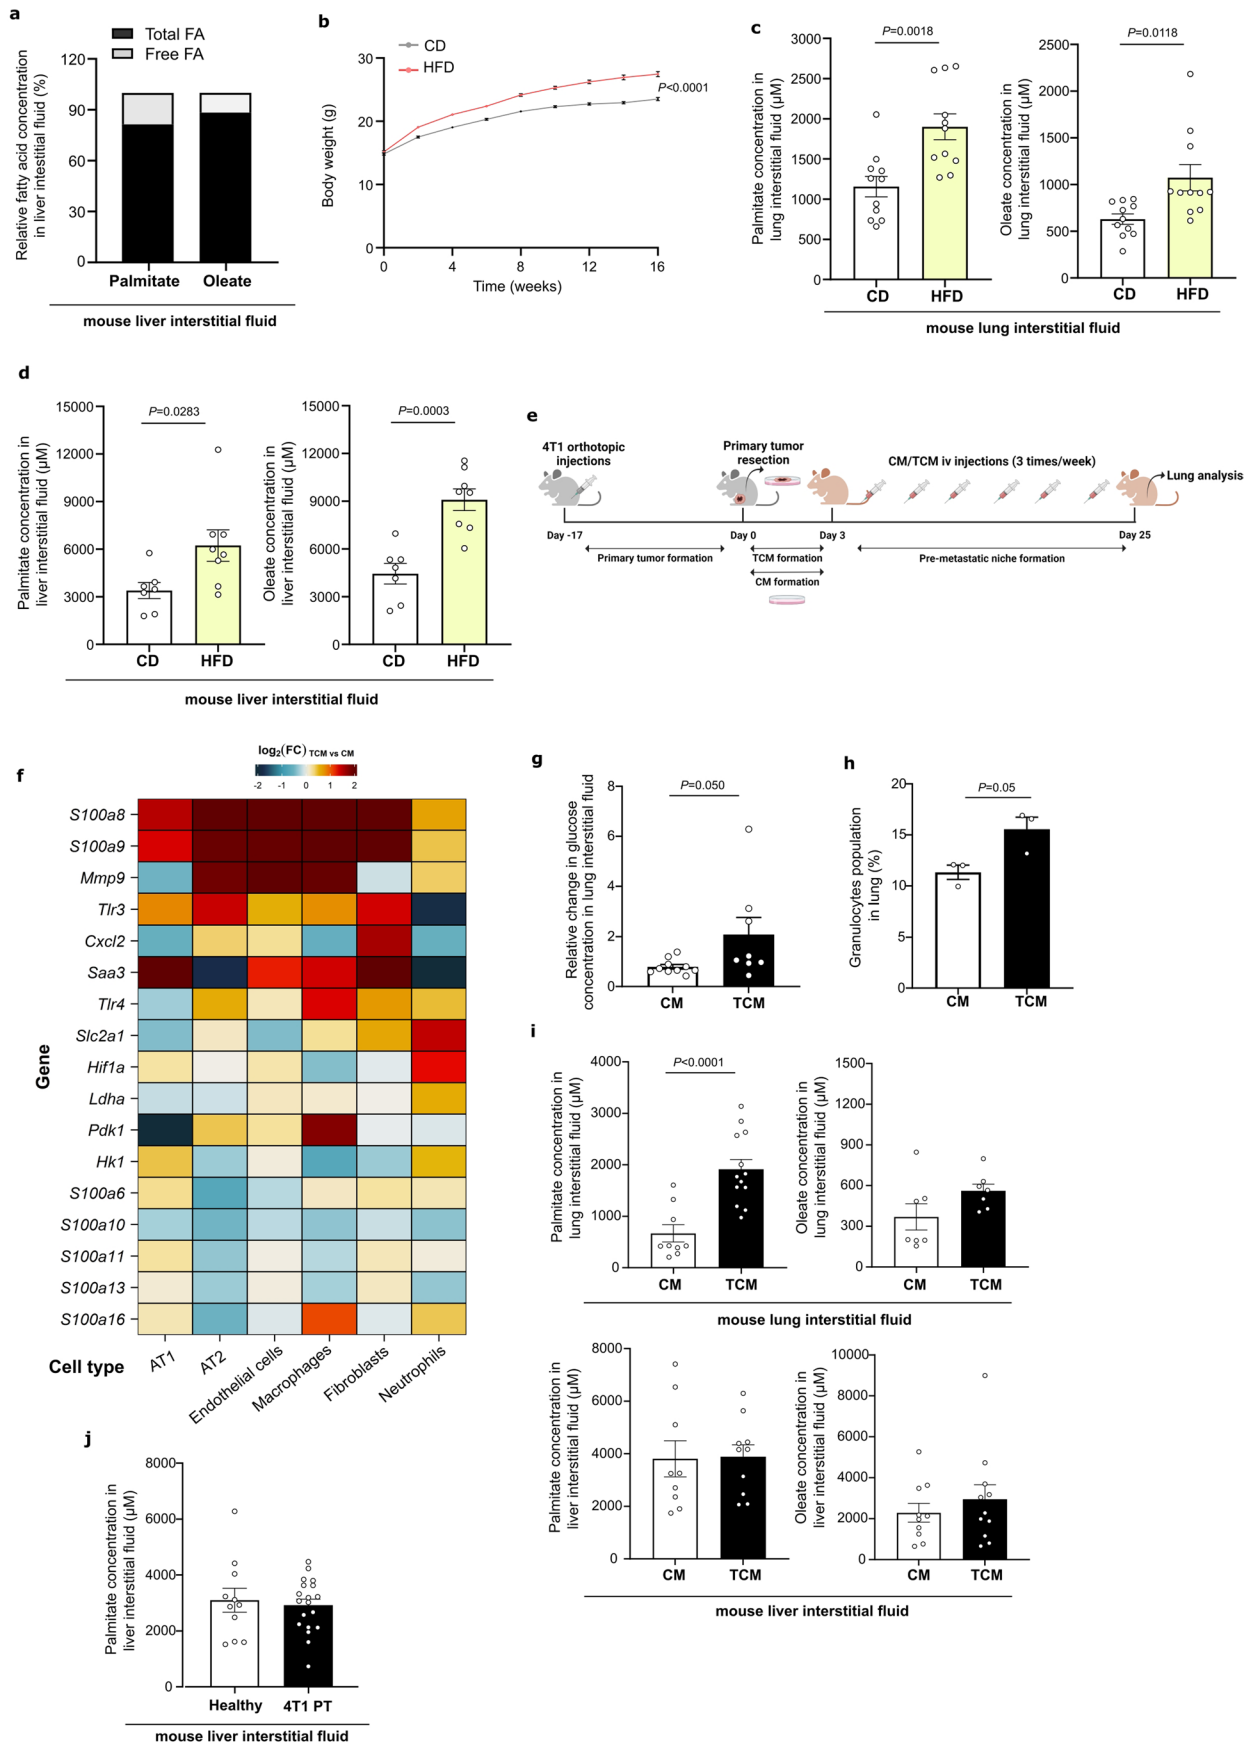 a
Total FA
Free FA
Relative fatty acid concentration
in liver intestitial fluid (%)
120
90
60
30
0
Palmitate
Oleate
mouse liver interstitial fluid
b
CD
HFD
Body weight (g)
30
20
10
0
P<0.0001
0
4
8
12
16
Time (weeks)
c
Palmitate concentration in
lung interstitial fluid (µM)
3000
2500
2000
1500
1000
500
0
P=0.0018
CD
HFD
Oleate concentration in
lung interstitial fluid (µM)
2500
2000
1500
1000
500
0
P=0.0118
CD
HFD
mouse lung interstitial fluid
d
Palmitate concentration in
liver interstitial fluid (µM)
15000
12000
9000
6000
3000
0
P=0.0283
CD
HFD
Oleate concentration in
liver interstitial fluid (µM)
15000
12000
9000
6000
3000
0
P=0.0003
CD
HFD
mouse liver interstitial fluid
e
4T1 orthotopic
injections
Primary tumor
resection
CM/TCM iv injections (3 times/week)
Lung analysis
Day -17
Day 0
Day 3
Day 25
Primary tumor formation
TCM formation
Pre-metastatic niche formation
CM formation
f
log2(FC) TCM vs CM
-2
-1
0
1
2
Gene
S100a8
S100a9
Mmp9
Tlr3
Cxcl2
Saa3
Tlr4
Slc2a1
Hif1a
Ldha
Pdk1
Hk1
S100a6
S100a10
S100a11
S100a13
S100a16
Cell type
AT1
AT2
Endothelial cells
Macrophages
Fibroblasts
Neutrophils
g
Relative change in glucose
concentration in lung interstitial fluid
8
6
4
2
0
P=0.050
CM
TCM
h
Granulocytes population
in lung (%)
20
15
10
5
0
P=0.05
CM
TCM
i
Palmitate concentration in
lung interstitial fluid (µM)
4000
3000
2000
1000
0
P<0.0001
CM
TCM
Oleate concentration in
lung interstitial fluid (µM)
1500
1200
900
600
300
0
CM
TCM
mouse lung interstitial fluid
Palmitate concentration in
liver interstitial fluid (µM)
8000
6000
4000
2000
0
CM
TCM
Oleate concentration in
liver interstitial fluid (µM)
10000
8000
6000
4000
2000
0
CM
TCM
mouse liver interstitial fluid
j
Palmitate concentration in
liver interstitial fluid (µM)
8000
6000
4000
2000
0
Healthy
4T1 PT
mouse liver interstitial fluid